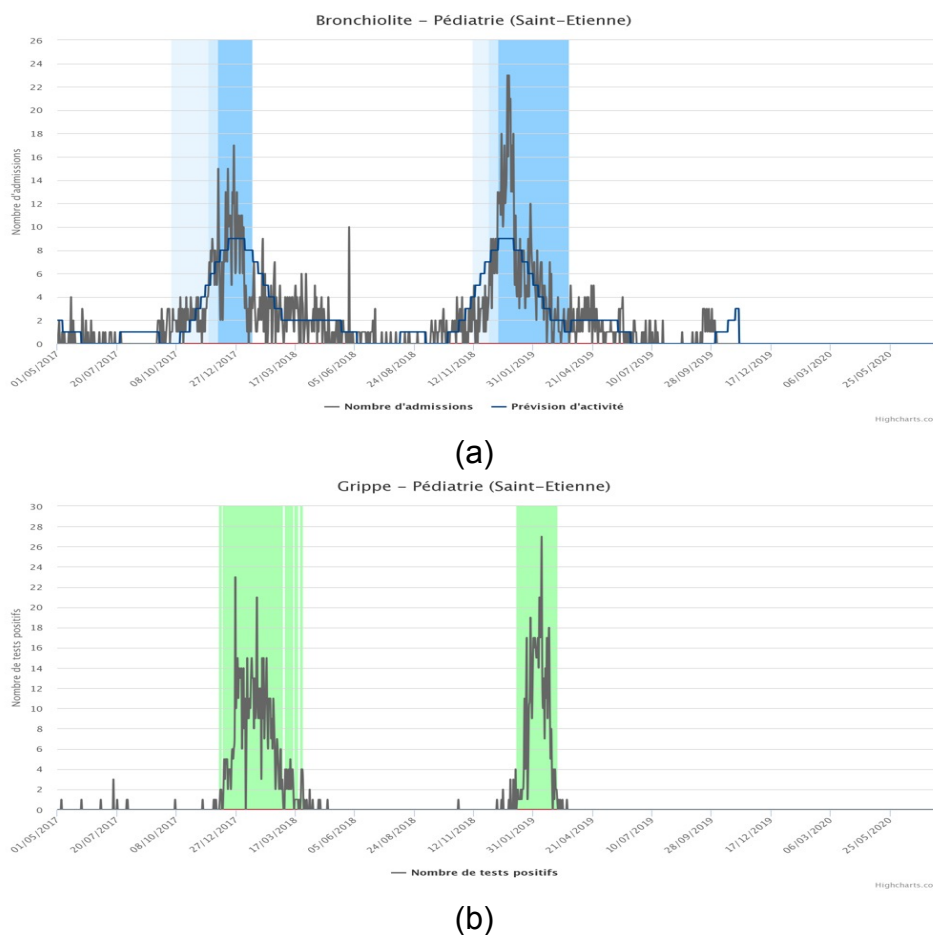 Bronchiolite – Pédiatrie (Saint-Etienne)
Nombre d'admissions
26
24
22
20
18
16
14
12
10
8
6
4
2
0
01/05/2017 20/07/2017 08/10/2017 27/12/2017 17/03/2018 05/06/2018 24/08/2018 12/11/2018 31/01/2019 21/04/2019 10/07/2019 28/09/2019 17/12/2019 06/03/2020 25/05/2020
Nombre d'admissions Prévision d'activité
Highcharts.co
(a)
Grippe – Pédiatrie (Saint-Etienne)
Nombre de tests positifs
30
28
26
24
22
20
18
16
14
12
10
8
6
4
2
0
01/05/2017 20/07/2017 08/10/2017 27/12/2017 17/03/2018 05/06/2018 24/08/2018 12/11/2018 31/01/2019 21/04/2019 10/07/2019 28/09/2019 17/12/2019 06/03/2020 25/05/2020
Nombre de tests positifs
Highcharts.co
(b)